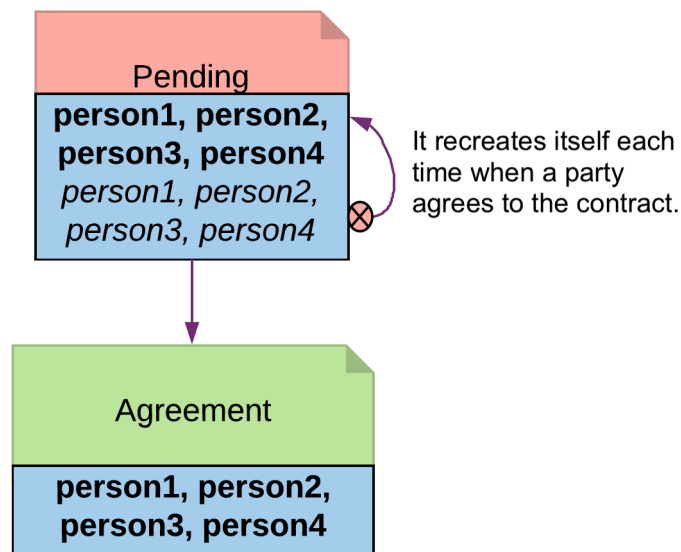 Pending
person1, person2,
person3, person4
person1, person2,
person3, person4
It recreates itself each
time when a party
agrees to the contract.
Agreement
person1, person2,
person3, person4